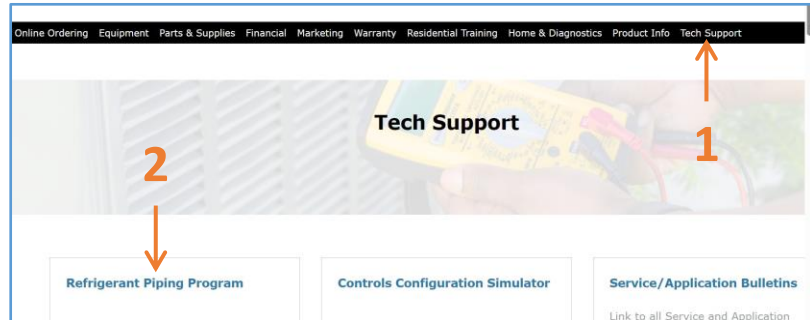 Online Ordering Equipment Parts & Supplies Financial Marketing Warranty Residential Training Home & Diagnostics Product Info Tech Support
Tech Support
1
2
Refrigerant Piping Program
Controls Configuration Simulator
Service/Application Bulletins
Link to all Service and Application